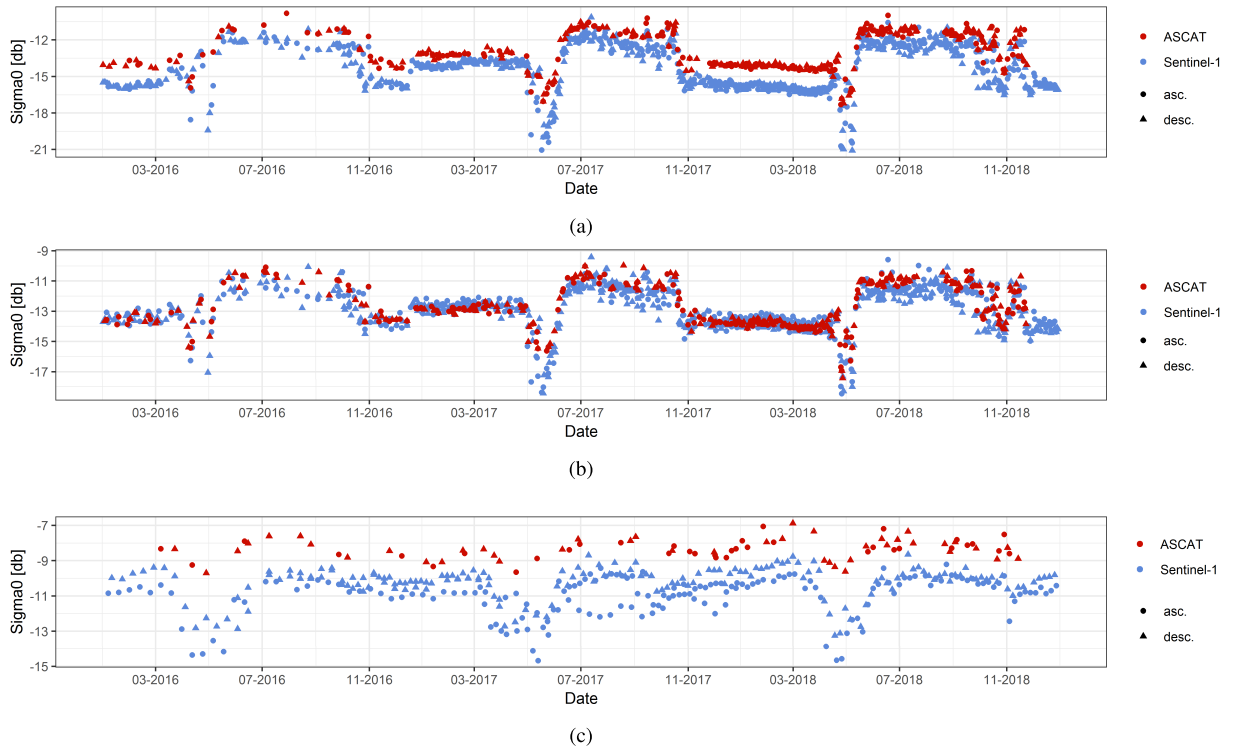 Sigma0 [db]
-12
-15
-18
-21
03-2016 07-2016 11-2016 03-2017 07-2017 11-2017 03-2018 07-2018 11-2018
Date
ASCAT
Sentinel-1
asc.
desc.
(a)
Sigma0 [db]
-9
-11
-13
-15
-17
03-2016 07-2016 11-2016 03-2017 07-2017 11-2017 03-2018 07-2018 11-2018
Date
ASCAT
Sentinel-1
asc.
desc.
(b)
Sigma0 [db]
-7
-9
-11
-13
-15
03-2016 07-2016 11-2016 03-2017 07-2017 11-2017 03-2018 07-2018 11-2018
Date
ASCAT
Sentinel-1
asc.
desc.
(c)